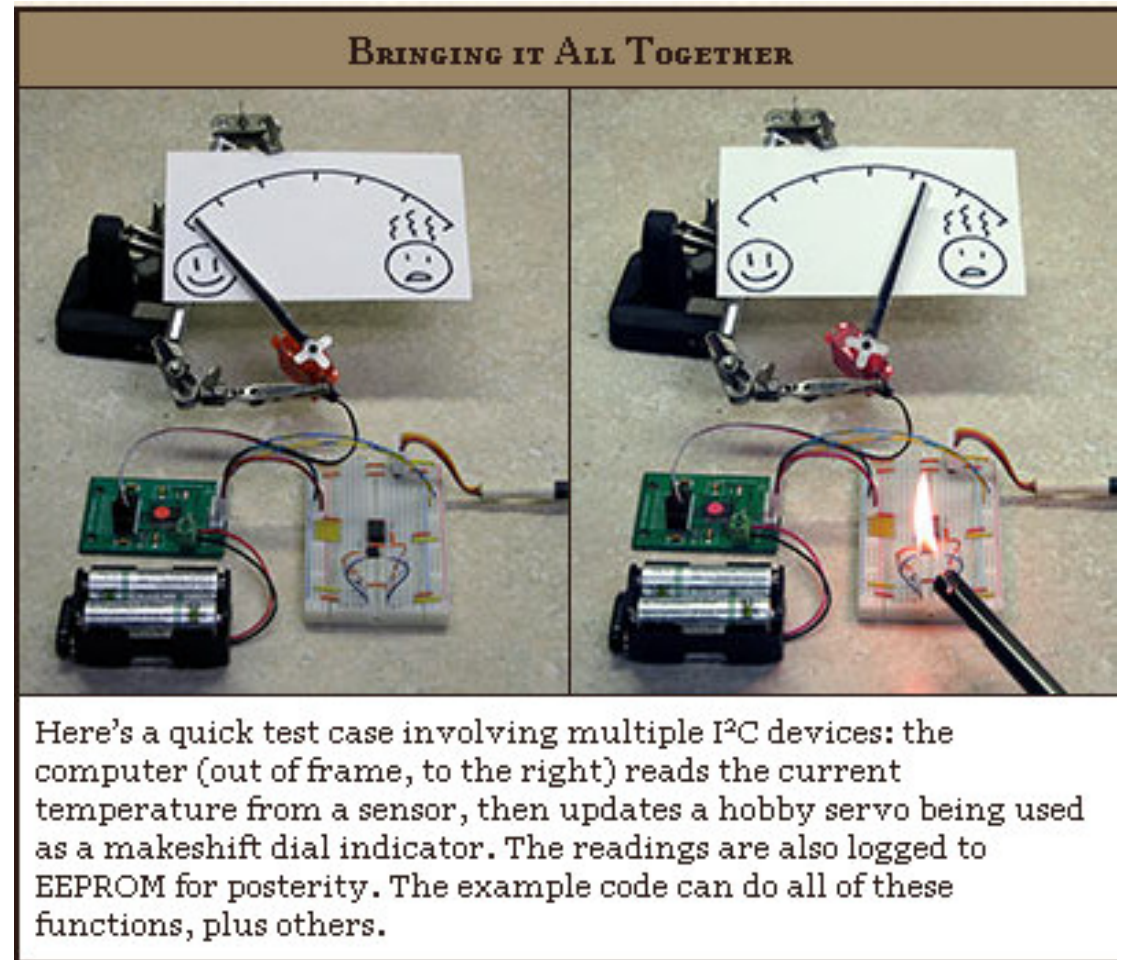 Bringing it All Together
Here's a quick test case involving multiple I²C devices: the
computer (out of frame, to the right) reads the current
temperature from a sensor, then updates a hobby servo being used
as a makeshift dial indicator. The readings are also logged to
EEPROM for posterity. The example code can do all of these
functions, plus others.